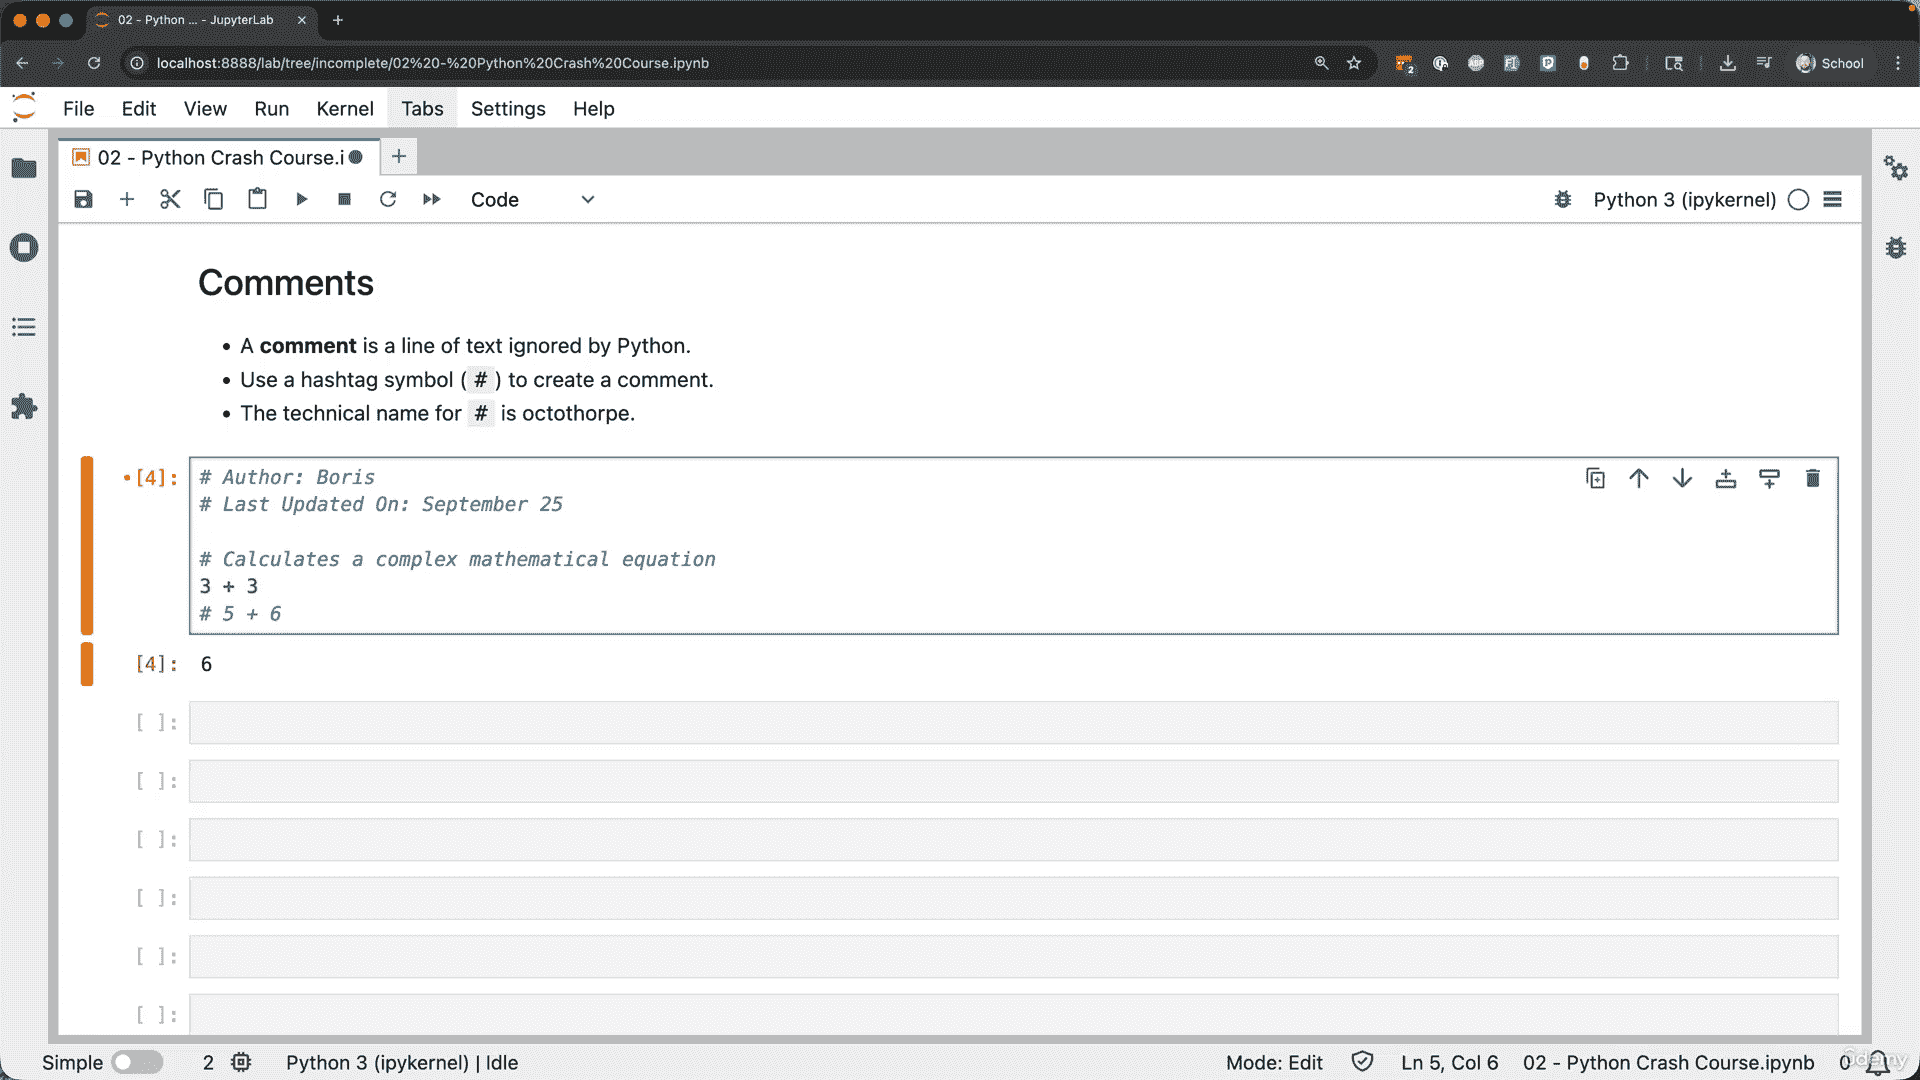 02 - Python ... - JupyterLab
localhost:8888/lab/tree/incomplete/02%20-%20Python%20Crash%20Course.ipynb
2
ABP
School
File Edit View Run Kernel Tabs Settings Help
02 - Python Crash Course.i
Code
Python 3 (ipykernel)
Comments
• A comment is a line of text ignored by Python.
• Use a hashtag symbol ( # ) to create a comment.
• The technical name for # is octothorpe.
[4]:
# Author: Boris
# Last Updated On: September 25
# Calculates a complex mathematical equation
3 + 3
# 5 + 6
[4]: 6
[ ]:
[ ]:
[ ]:
[ ]:
[ ]:
[ ]:
Simple 2 Python 3 (ipykernel) | Idle Mode: Edit Ln 5, Col 6 02 - Python Crash Course.ipynb 0
Udemy